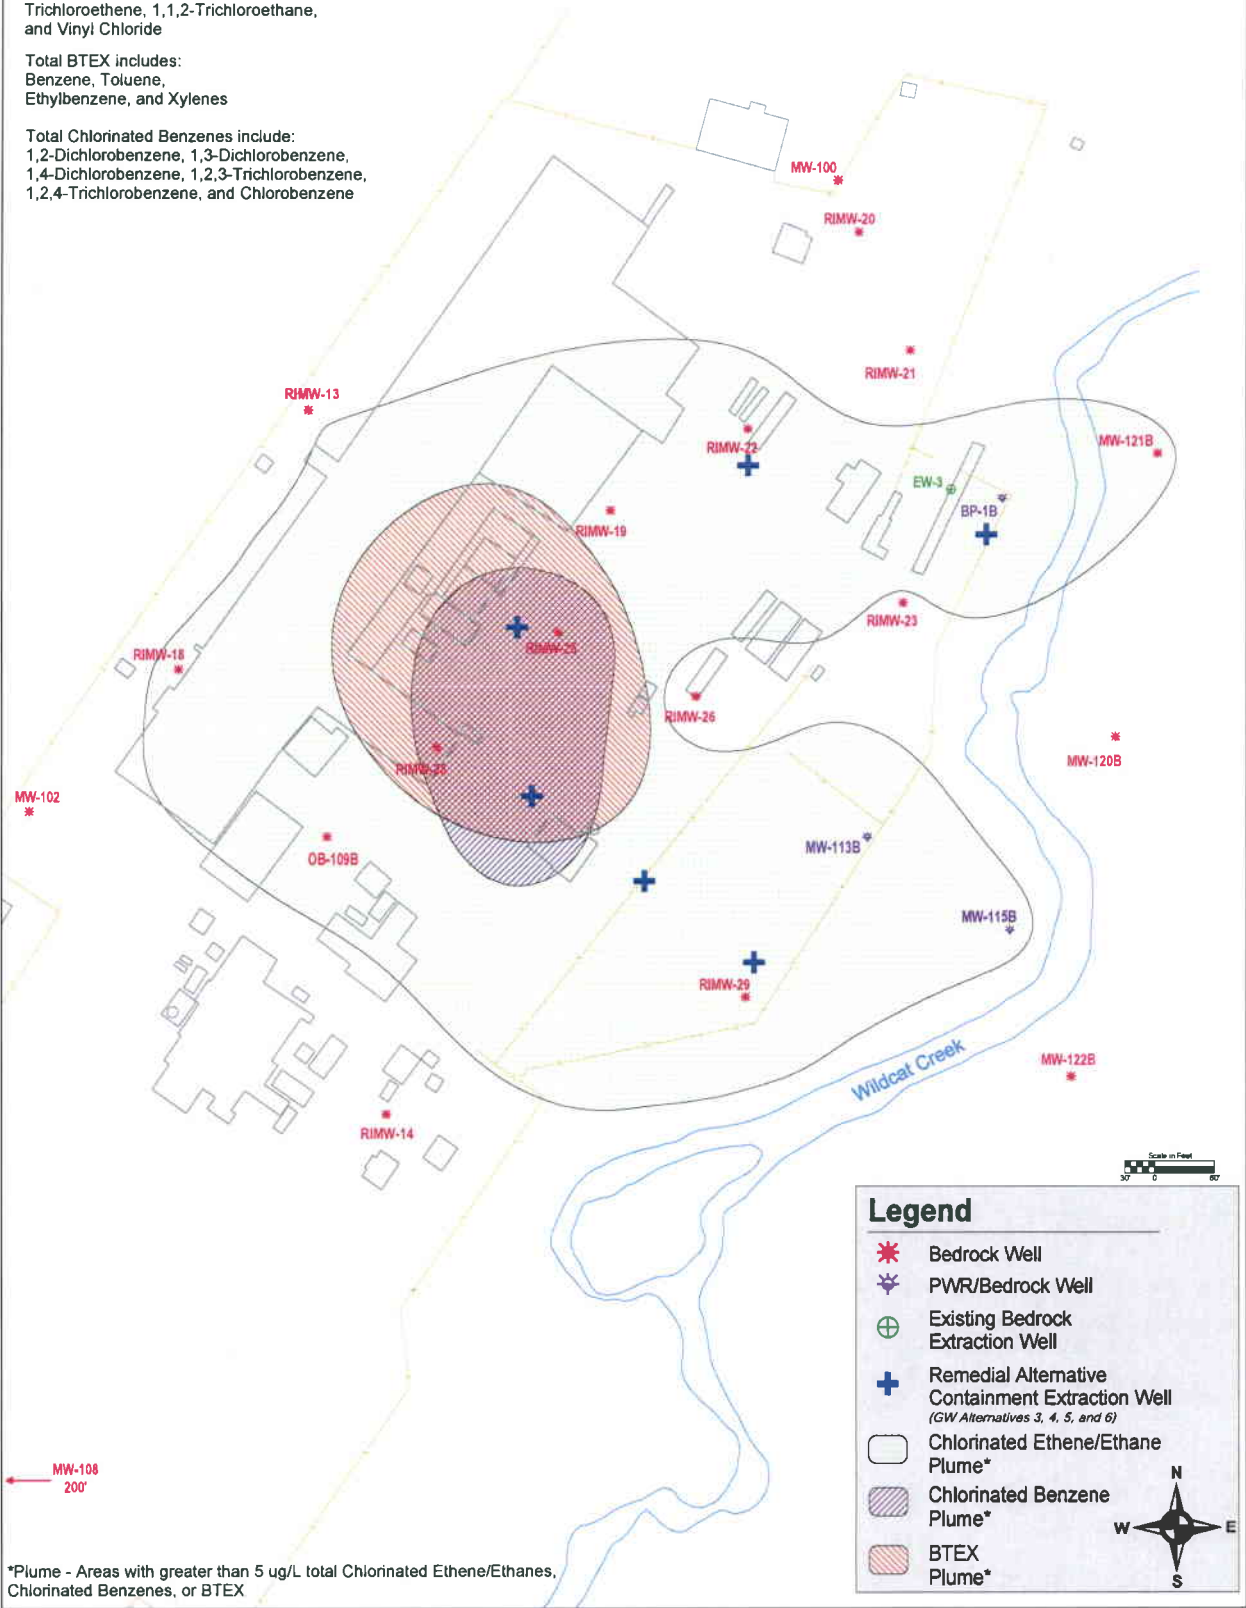 Trichloroethene, 1,1,2-Trichloroethane,
and Vinyl Chloride
Total BTEX includes:
Benzene, Toluene,
Ethylbenzene, and Xylenes
Total Chlorinated Benzenes include:
1,2-Dichlorobenzene, 1,3-Dichlorobenzene,
1,4-Dichlorobenzene, 1,2,3-Trichlorobenzene,
1,2,4-Trichlorobenzene, and Chlorobenzene
MW-100
RIMW-20
RIMW-21
RIMW-13
RIMW-22
MW-121B
EW-3
BP-1B
RIMW-19
RIMW-23
RIMW-25
RIMW-18
RIMW-26
MW-120B
MW-102
OB-109B
MW-113B
MW-115B
RIMW-29
Wildcat Creek
MW-122B
RIMW-14
Scale in Feet
30' 0 60'
Legend
Bedrock Well
PWR/Bedrock Well
Existing Bedrock
Extraction Well
Remedial Alternative
Containment Extraction Well
(GW Alternatives 3, 4, 5, and 6)
Chlorinated Ethene/Ethane
Plume*
Chlorinated Benzene
Plume*
BTEX
Plume*
N
W E
S
MW-108
200'
*Plume - Areas with greater than 5 ug/L total Chlorinated Ethene/Ethanes,
Chlorinated Benzenes, or BTEX